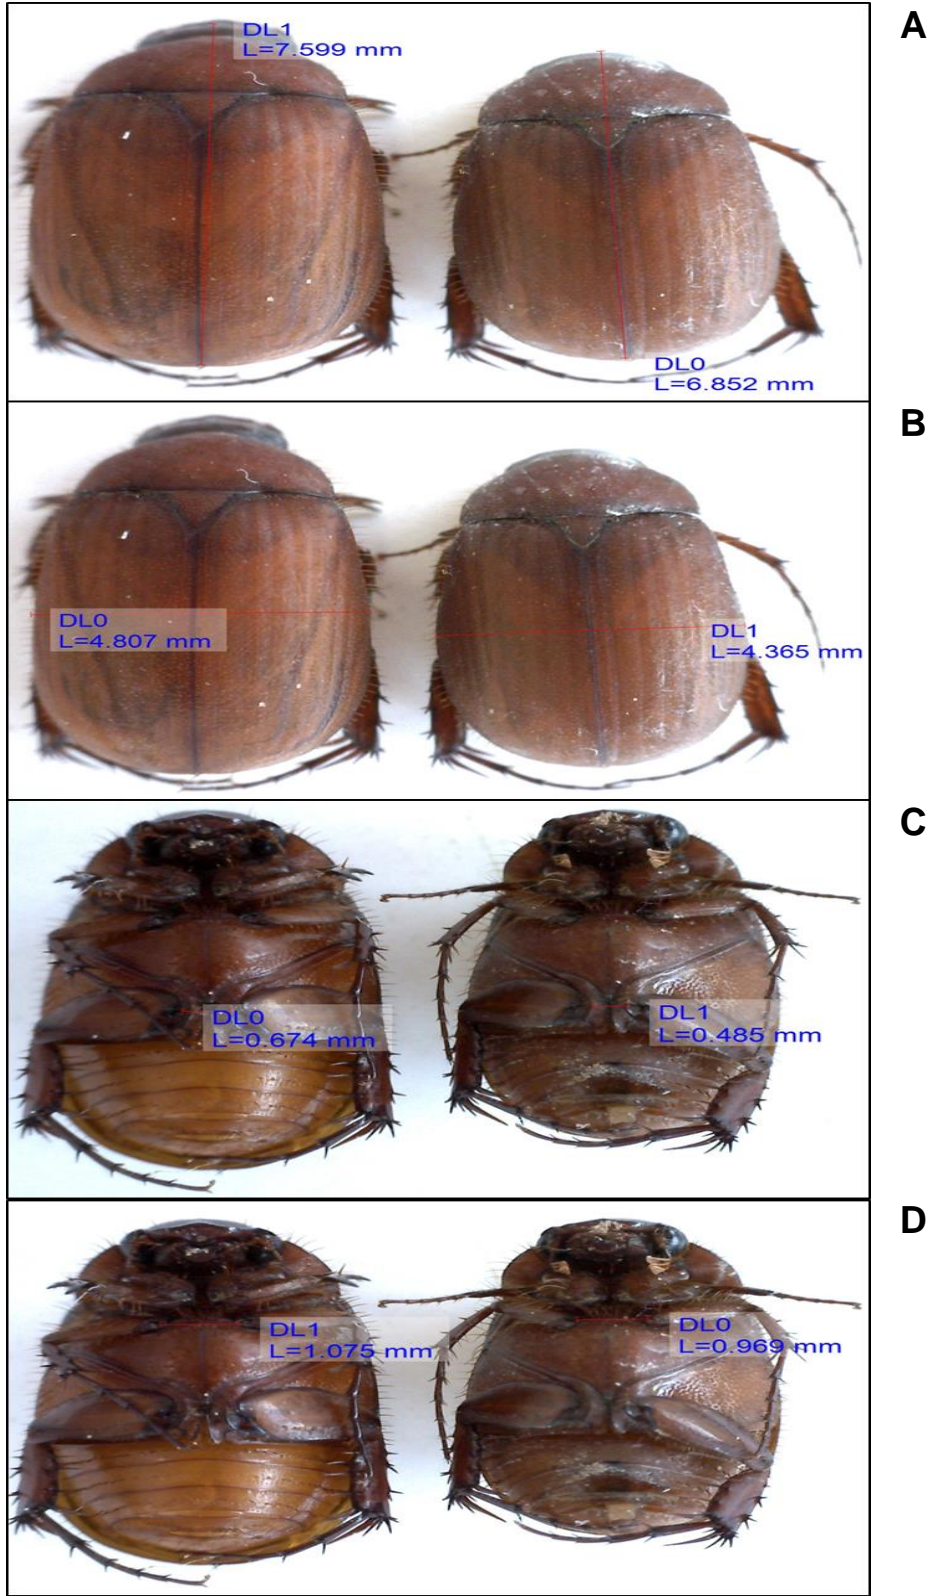 A
DL1
L=7.599 mm
DL0
L=6.852 mm
B
DL0
L=4.807 mm
DL1
L=4.365 mm
C
DL0
L=0.674 mm
DL1
L=0.485 mm
D
DL1
L=1.075 mm
DL0
L=0.969 mm